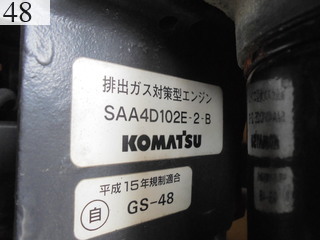 48
排出ガス対策型エンジン
SAA4D102E-2-B
KOMATSU
平成15年規制適合
自 GS-48